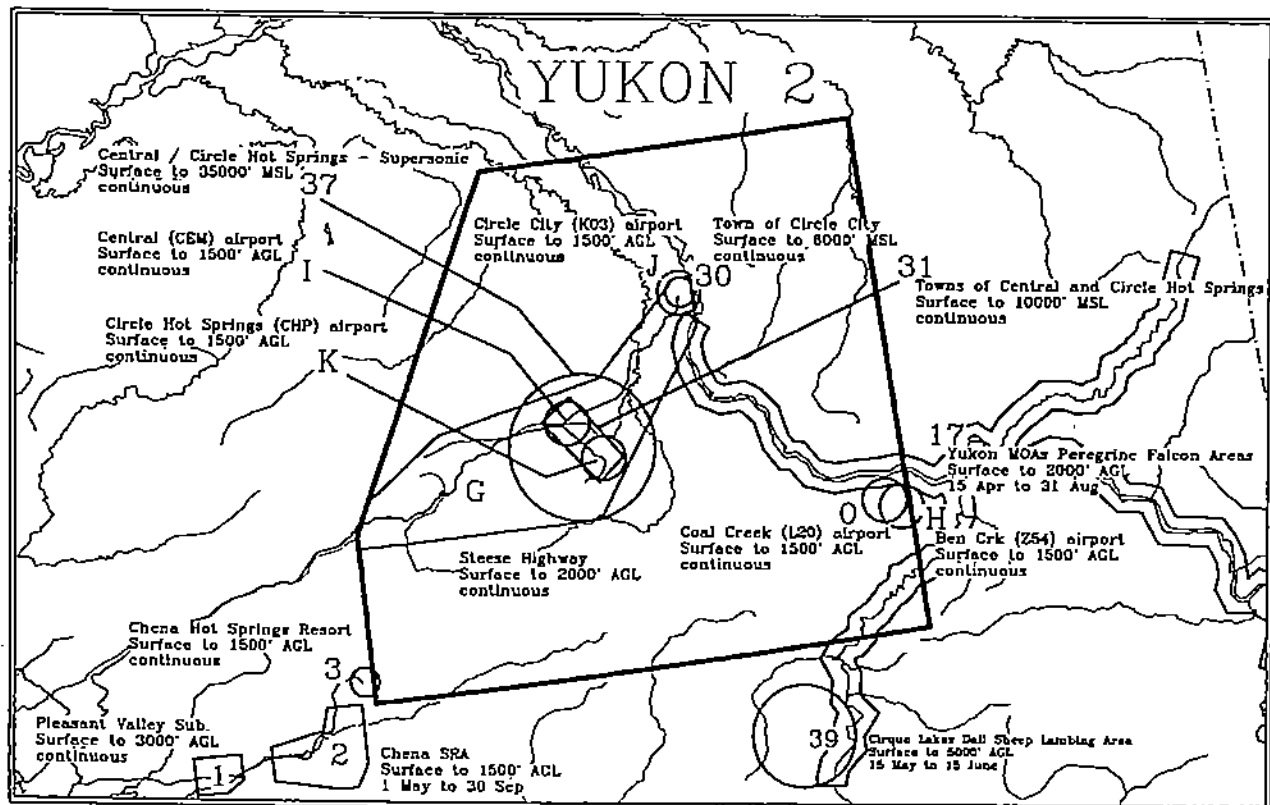 YUKON 2
Central / Circle Hot Springs - Supersonic
Surface to 35000' MSL
continuous
37
Central (CEM) airport
Surface to 1500' AGL
continuous
I
Circle Hot Springs (CHP) airport
Surface to 1500' AGL
continuous
K
Circle City (K03) airport
Surface to 1500' AGL
continuous
J
30
Town of Circle City
Surface to 6000' MSL
continuous
31
Towns of Central and Circle Hot Springs
Surface to 10000' MSL
continuous
17
Yukon MOAs Peregrine Falcon Areas
Surface to 2000' AGL
15 Apr to 31 Aug
G
Steese Highway
Surface to 2000' AGL
continuous
O
Coal Creek (L20) airport
Surface to 1500' AGL
continuous
H
Ben Crk (Z54) airport
Surface to 1500' AGL
continuous
Chena Hot Springs Resort
Surface to 1500' AGL
continuous
3
Pleasant Valley Sub.
Surface to 3000' AGL
continuous
1
2
Chena SRA
Surface to 1500' AGL
1 May to 30 Sep
39
Cirque Lakes Dall Sheep Lambing Area
Surface to 5000' AGL
15 May to 15 June